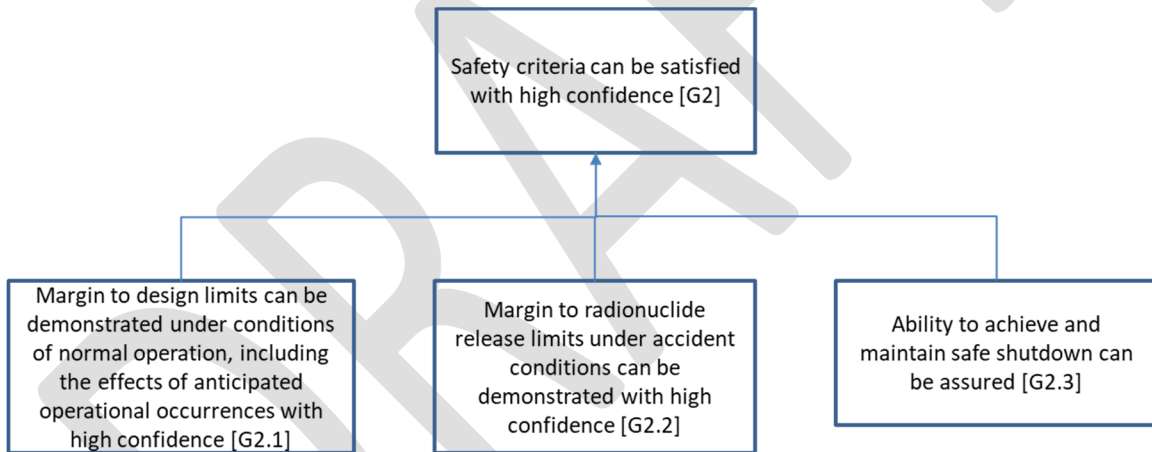 Safety criteria can be satisfied
with high confidence [G2]
Margin to design limits can be
demonstrated under conditions
of normal operation, including
the effects of anticipated
operational occurrences with
high confidence [G2.1]
Margin to radionuclide
release limits under accident
conditions can be
demonstrated with high
confidence [G2.2]
Ability to achieve and
maintain safe shutdown can
be assured [G2.3]
DRAFT